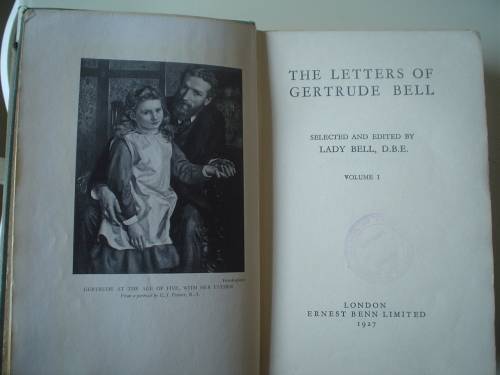 GERTRUDE AT THE AGE OF FIVE, WITH HER FATHER
From a portrait by E. J. Poynter, R.A.
THE LETTERS OF
GERTRUDE BELL
SELECTED AND EDITED BY
LADY BELL, D.B.E.
VOLUME I
LONDON
ERNEST BENN LIMITED
1927